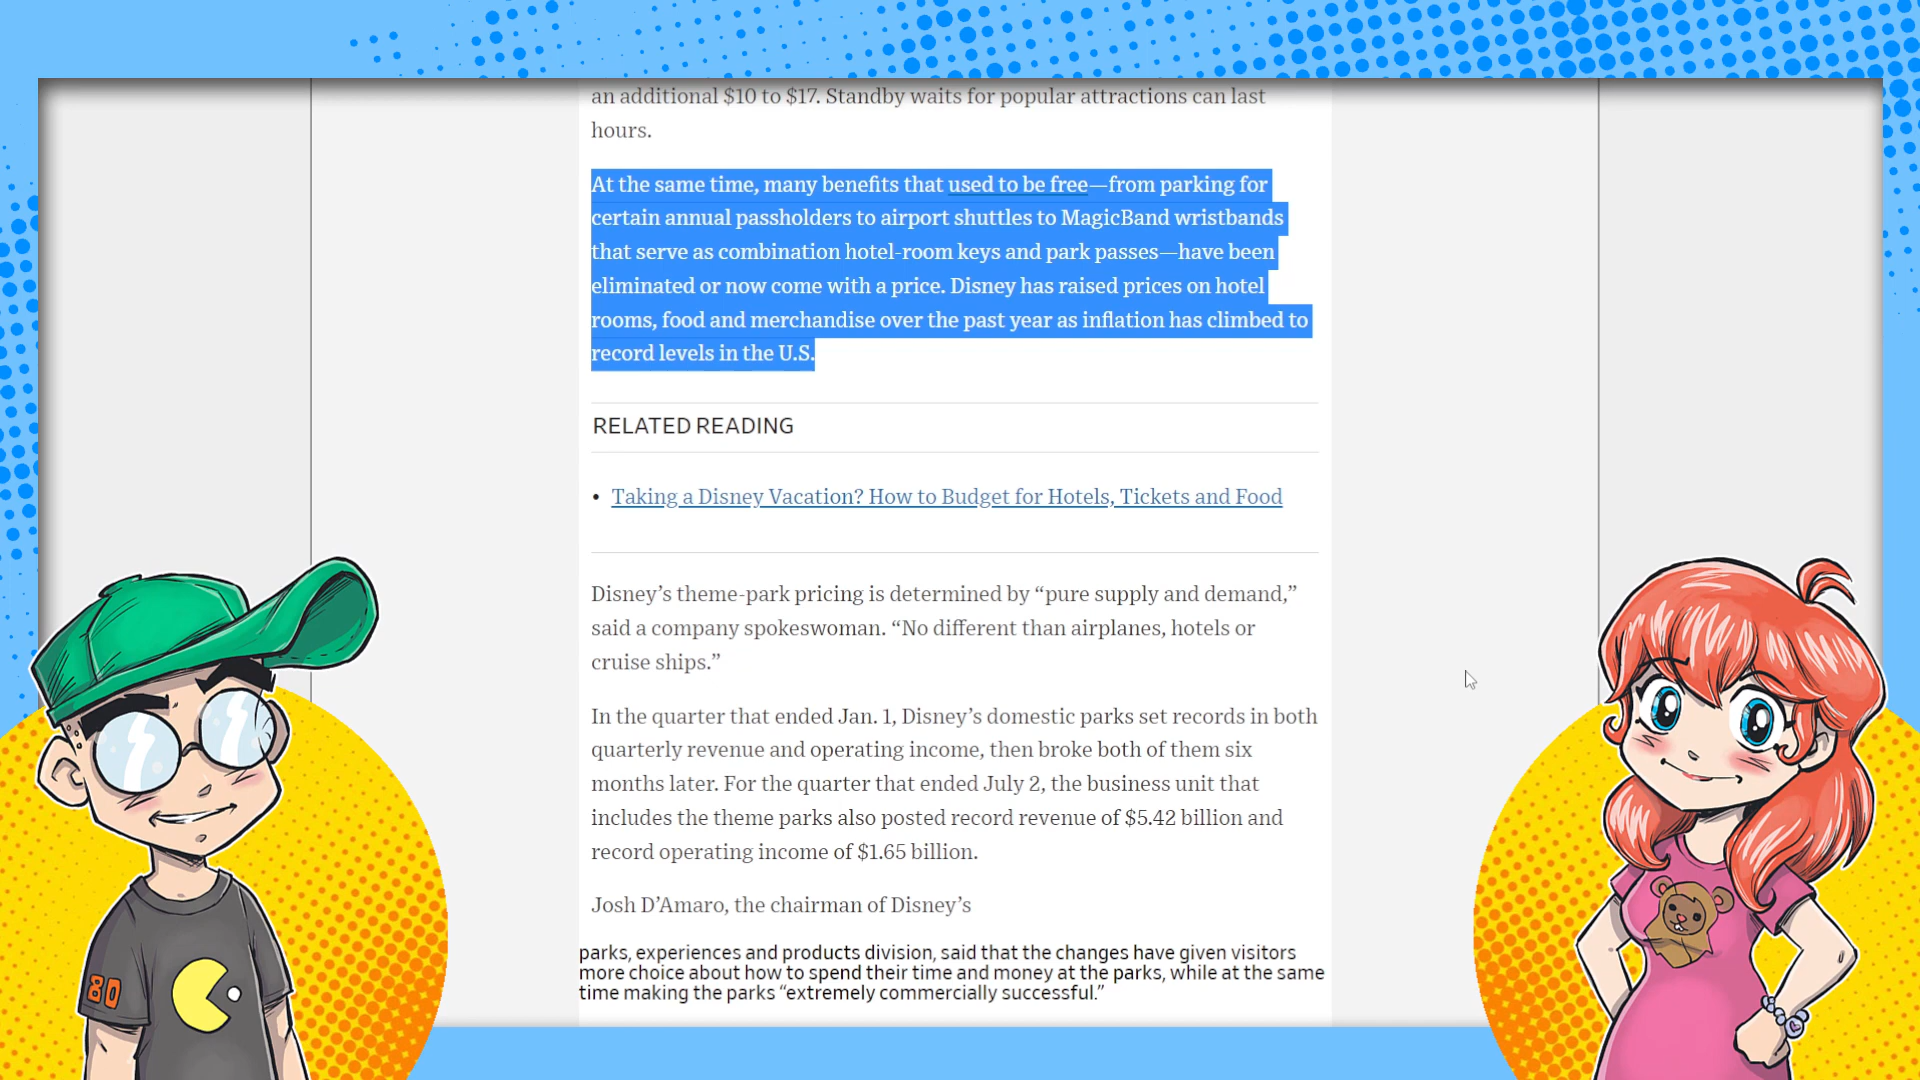 an additional $10 to $17. Standby waits for popular attractions can last
hours.
At the same time, many benefits that used to be free—from parking for
certain annual passholders to airport shuttles to MagicBand wristbands
that serve as combination hotel-room keys and park passes—have been
eliminated or now come with a price. Disney has raised prices on hotel
rooms, food and merchandise over the past year as inflation has climbed to
record levels in the U.S.
RELATED READING
• Taking a Disney Vacation? How to Budget for Hotels, Tickets and Food
Disney’s theme-park pricing is determined by “pure supply and demand,”
said a company spokeswoman. “No different than airplanes, hotels or
cruise ships.”
In the quarter that ended Jan. 1, Disney’s domestic parks set records in both
quarterly revenue and operating income, then broke both of them six
months later. For the quarter that ended July 2, the business unit that
includes the theme parks also posted record revenue of $5.42 billion and
record operating income of $1.65 billion.
Josh D’Amaro, the chairman of Disney’s
parks, experiences and products division, said that the changes have given visitors
more choice about how to spend their time and money at the parks, while at the same
time making the parks “extremely commercially successful.”
80